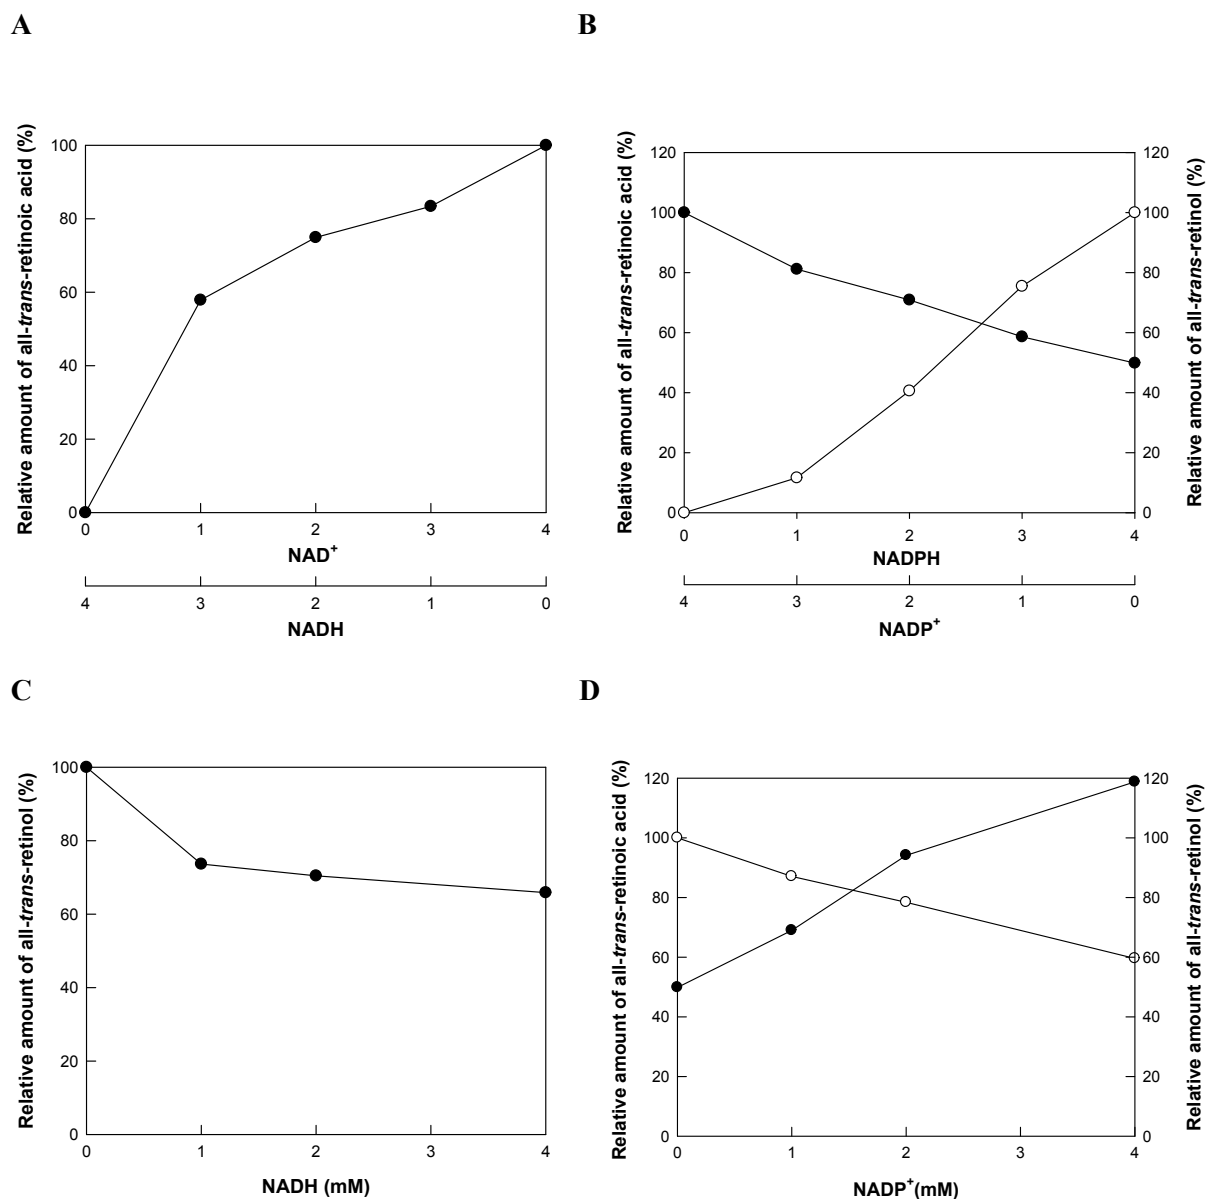 A
Relative amount of all-trans-retinoic acid (%)
100
80
60
40
20
0
0 1 2 3 4
NAD+
4 3 2 1 0
NADH
B
Relative amount of all-trans-retinoic acid (%)
120
100
80
60
40
20
0
0 1 2 3 4
NADPH
4 3 2 1 0
NADP+
120
100
80
60
40
20
0
Relative amount of all-trans-retinol (%)
C
Relative amount of all-trans-retinol (%)
100
80
60
40
20
0
0 1 2 3 4
NADH (mM)
D
Relative amount of all-trans-retinoic acid (%)
120
100
80
60
40
20
0
0 1 2 3 4
NADP+(mM)
120
100
80
60
40
20
0
Relative amount of all-trans-retinol (%)